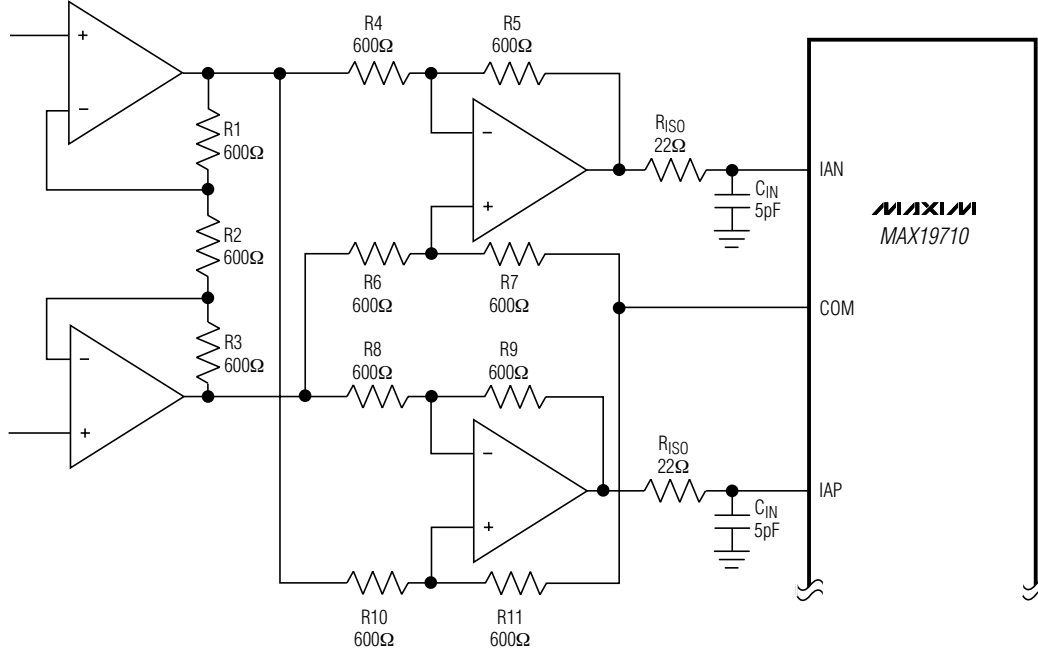 R4
600Ω
R5
600Ω
+
−
R1
600Ω
−
RISO
22Ω
IAN
CIN
5pF
MAXIM
MAX19710
+
R2
600Ω
R6
600Ω
R7
600Ω
COM
R3
600Ω
−
R8
600Ω
R9
600Ω
+
−
RISO
22Ω
IAP
CIN
5pF
+
R10
600Ω
R11
600Ω